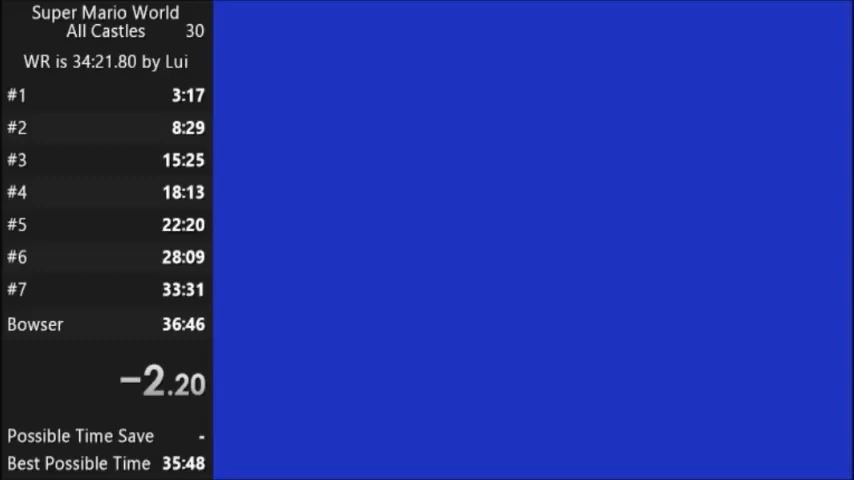 Super Mario World
All Castles 30
WR is 34:21.80 by Lui
#1 3:17
#2 8:29
#3 15:25
#4 18:13
#5 22:20
#6 28:09
#7 33:31
Bowser 36:46
−2.20
Possible Time Save -
Best Possible Time 35:48